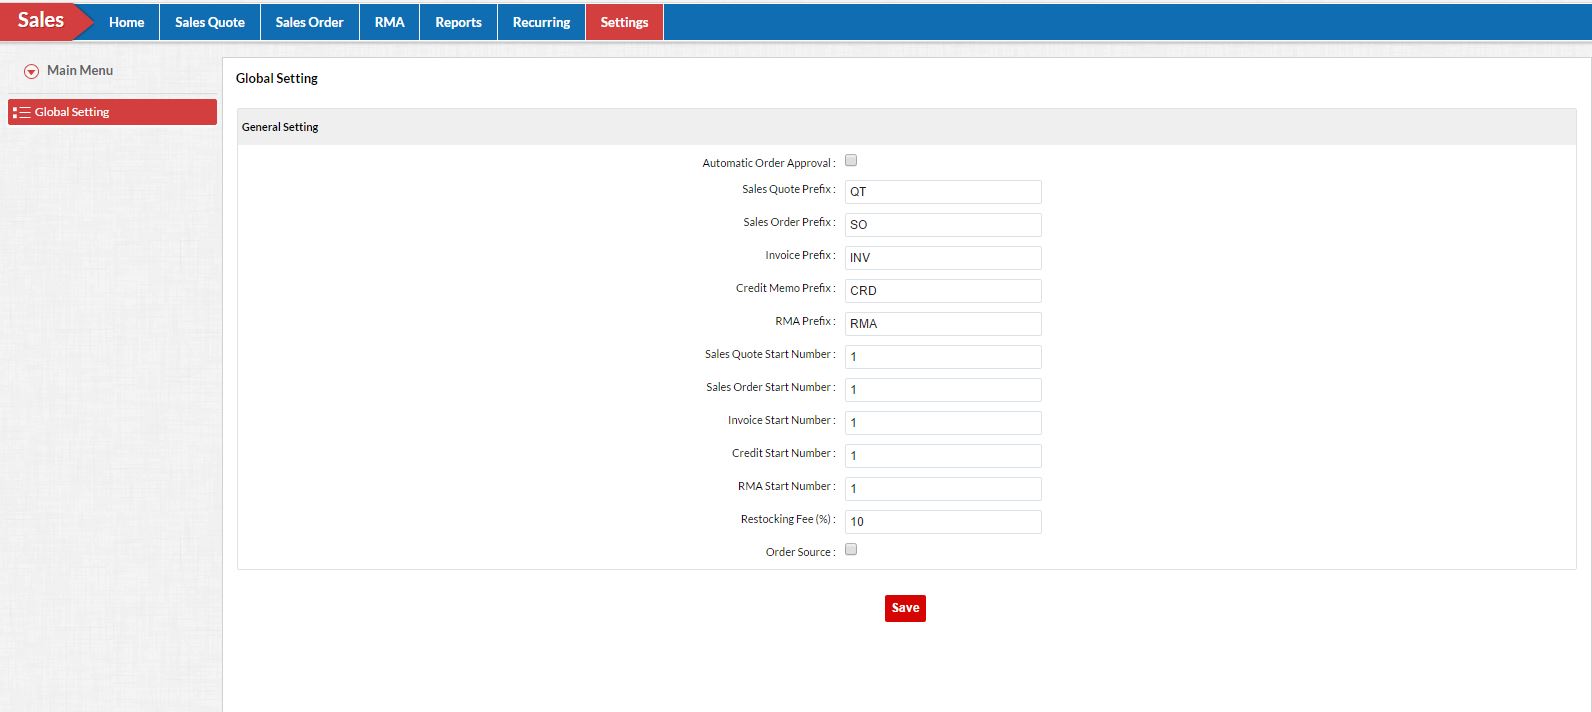 Sales Home Sales Quote Sales Order RMA Reports Recurring Settings
Main Menu
Global Setting
Global Setting
General Setting
Automatic Order Approval :
Sales Quote Prefix : QT
Sales Order Prefix : SO
Invoice Prefix : INV
Credit Memo Prefix : CRD
RMA Prefix : RMA
Sales Quote Start Number : 1
Sales Order Start Number : 1
Invoice Start Number : 1
Credit Start Number : 1
RMA Start Number : 1
Restocking Fee (%) : 10
Order Source :
Save